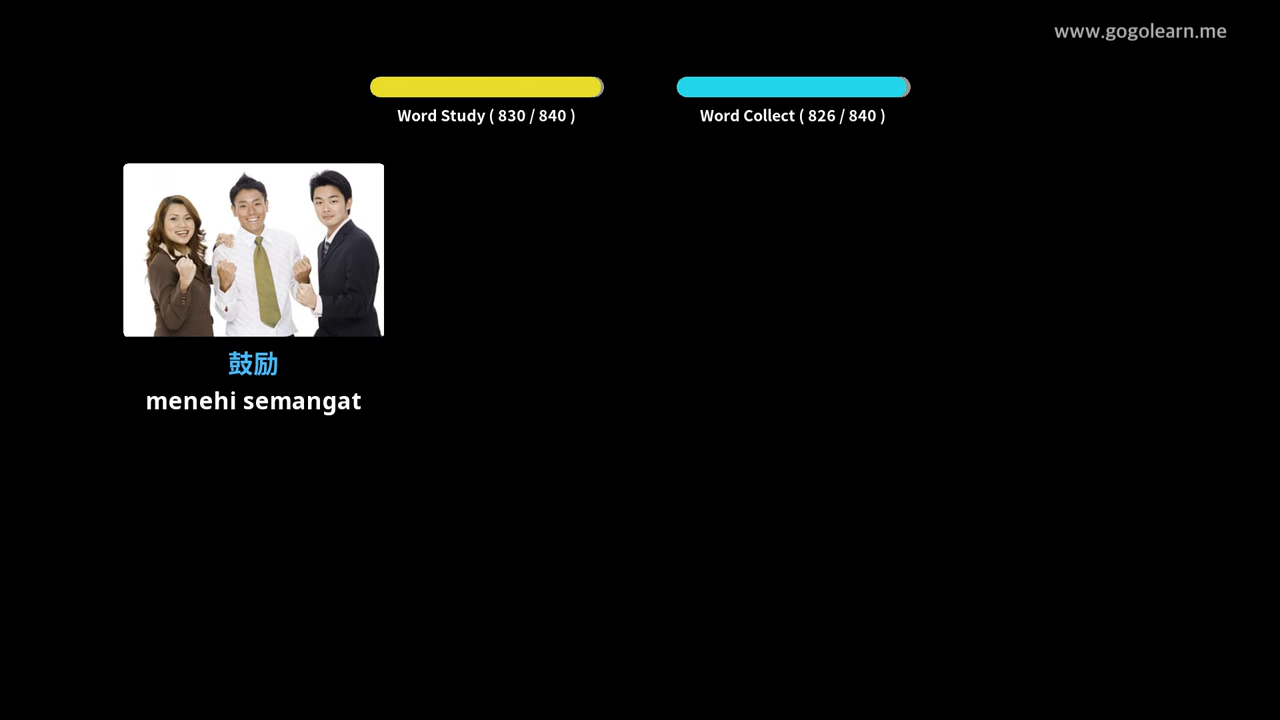 www.gogolearn.me
Word Study ( 830 / 840 )
Word Collect ( 826 / 840 )
鼓励
menehi semangat